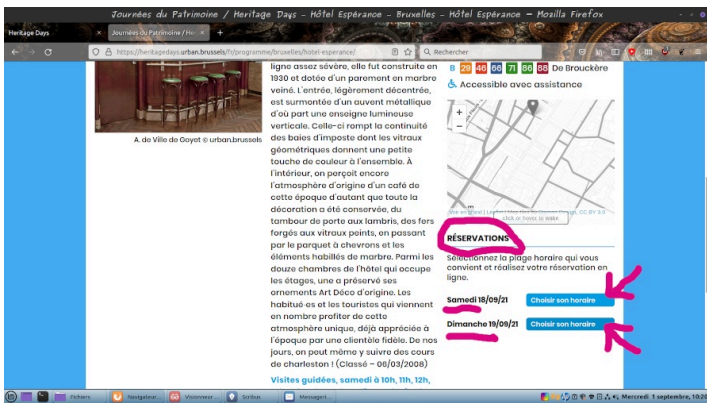 Journées du Patrimoine / Heritage Days - Hôtel Espérance - Bruxelles - Hôtel Espérance — Mozilla Firefox
Heritage Days
Journées du Patrimoine / He
https://heritagedays.urban.brussels/fr/programme/bruxelles/hotel-esperance/
Rechercher
A. de Ville de Goyet © urban.brussels
ligne assez sévère, elle fut construite en
1930 et dotée d'un parement en marbre
veiné. L'entrée, légèrement décentrée,
est surmontée d'un auvent métallique
d'où part une enseigne lumineuse
verticale. Celle-ci rompt la continuité
des baies d'imposte dont les vitraux
géométriques donnent une petite
touche de couleur à l'ensemble. À
l'intérieur, on perçoit encore
l'atmosphère d'origine d'un café de
cette époque d'autant que toute la
décoration a été conservée, du
tambour de porte aux lambris, des fers
forgés aux vitraux peints, en passant
par le parquet à chevrons et les
éléments habillés de marbre. Parmi les
douze chambres de l'hôtel qui occupe
les étages, une a préservé ses
ornements Art Déco d'origine. Les
habitué·es et les touristes qui viennent
en nombre profiter de cette
atmosphère unique, déjà appréciée à
l'époque par une clientèle fidèle. De nos
jours, on peut même y suivre des cours
de charleston ! (Classé – 06/03/2008)
Visites guidées, samedi à 10h, 11h, 12h,
B 29 46 66 71 86 88 De Brouckère
Accessible avec assistance
+
−
click or hover to wake
CC BY 3.0
RÉSERVATIONS
Sélectionnez la plage horaire qui vous
convient et réalisez votre réservation en
ligne.
Samedi 18/09/21 Choisir son horaire
Dimanche 19/09/21 Choisir son horaire
Fichiers
Navigateur...
Visionneur ...
Scribus
Messageri...
Mercredi 1 septembre, 10:20